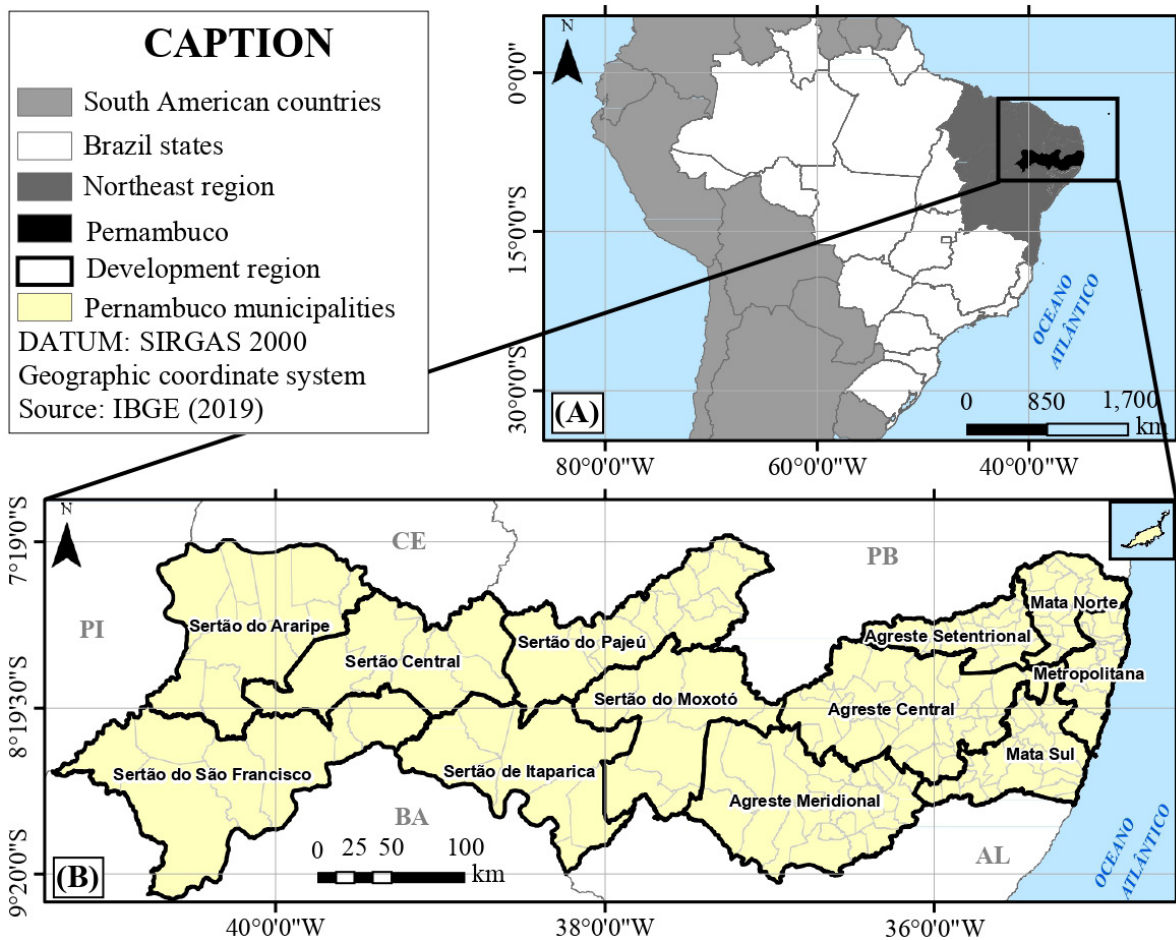 CAPTION
South American countries
Brazil states
Northeast region
Pernambuco
Development region
Pernambuco municipalities
DATUM: SIRGAS 2000
Geographic coordinate system
Source: IBGE (2019)
N
0°0'0"
15°0'0"S
30°0'0"S
OCEANO
ATLÂNTICO
(A)
0 850 1,700
km
80°0'0"W 60°0'0"W 40°0'0"W
N
7°19'0"S
8°19'30"S
9°20'0"S
CE
PB
PI
BA
AL
Mata Norte
Sertão do Araripe
Agreste Setentrional
Sertão do Pajeú
Sertão Central
Metropolitana
Sertão do Moxotó
Agreste Central
Mata Sul
Sertão do São Francisco
Sertão de Itaparica
Agreste Meridional
OCEANO
ATLÂNTICO
0 25 50 100
km
(B)
40°0'0"W 38°0'0"W 36°0'0"W